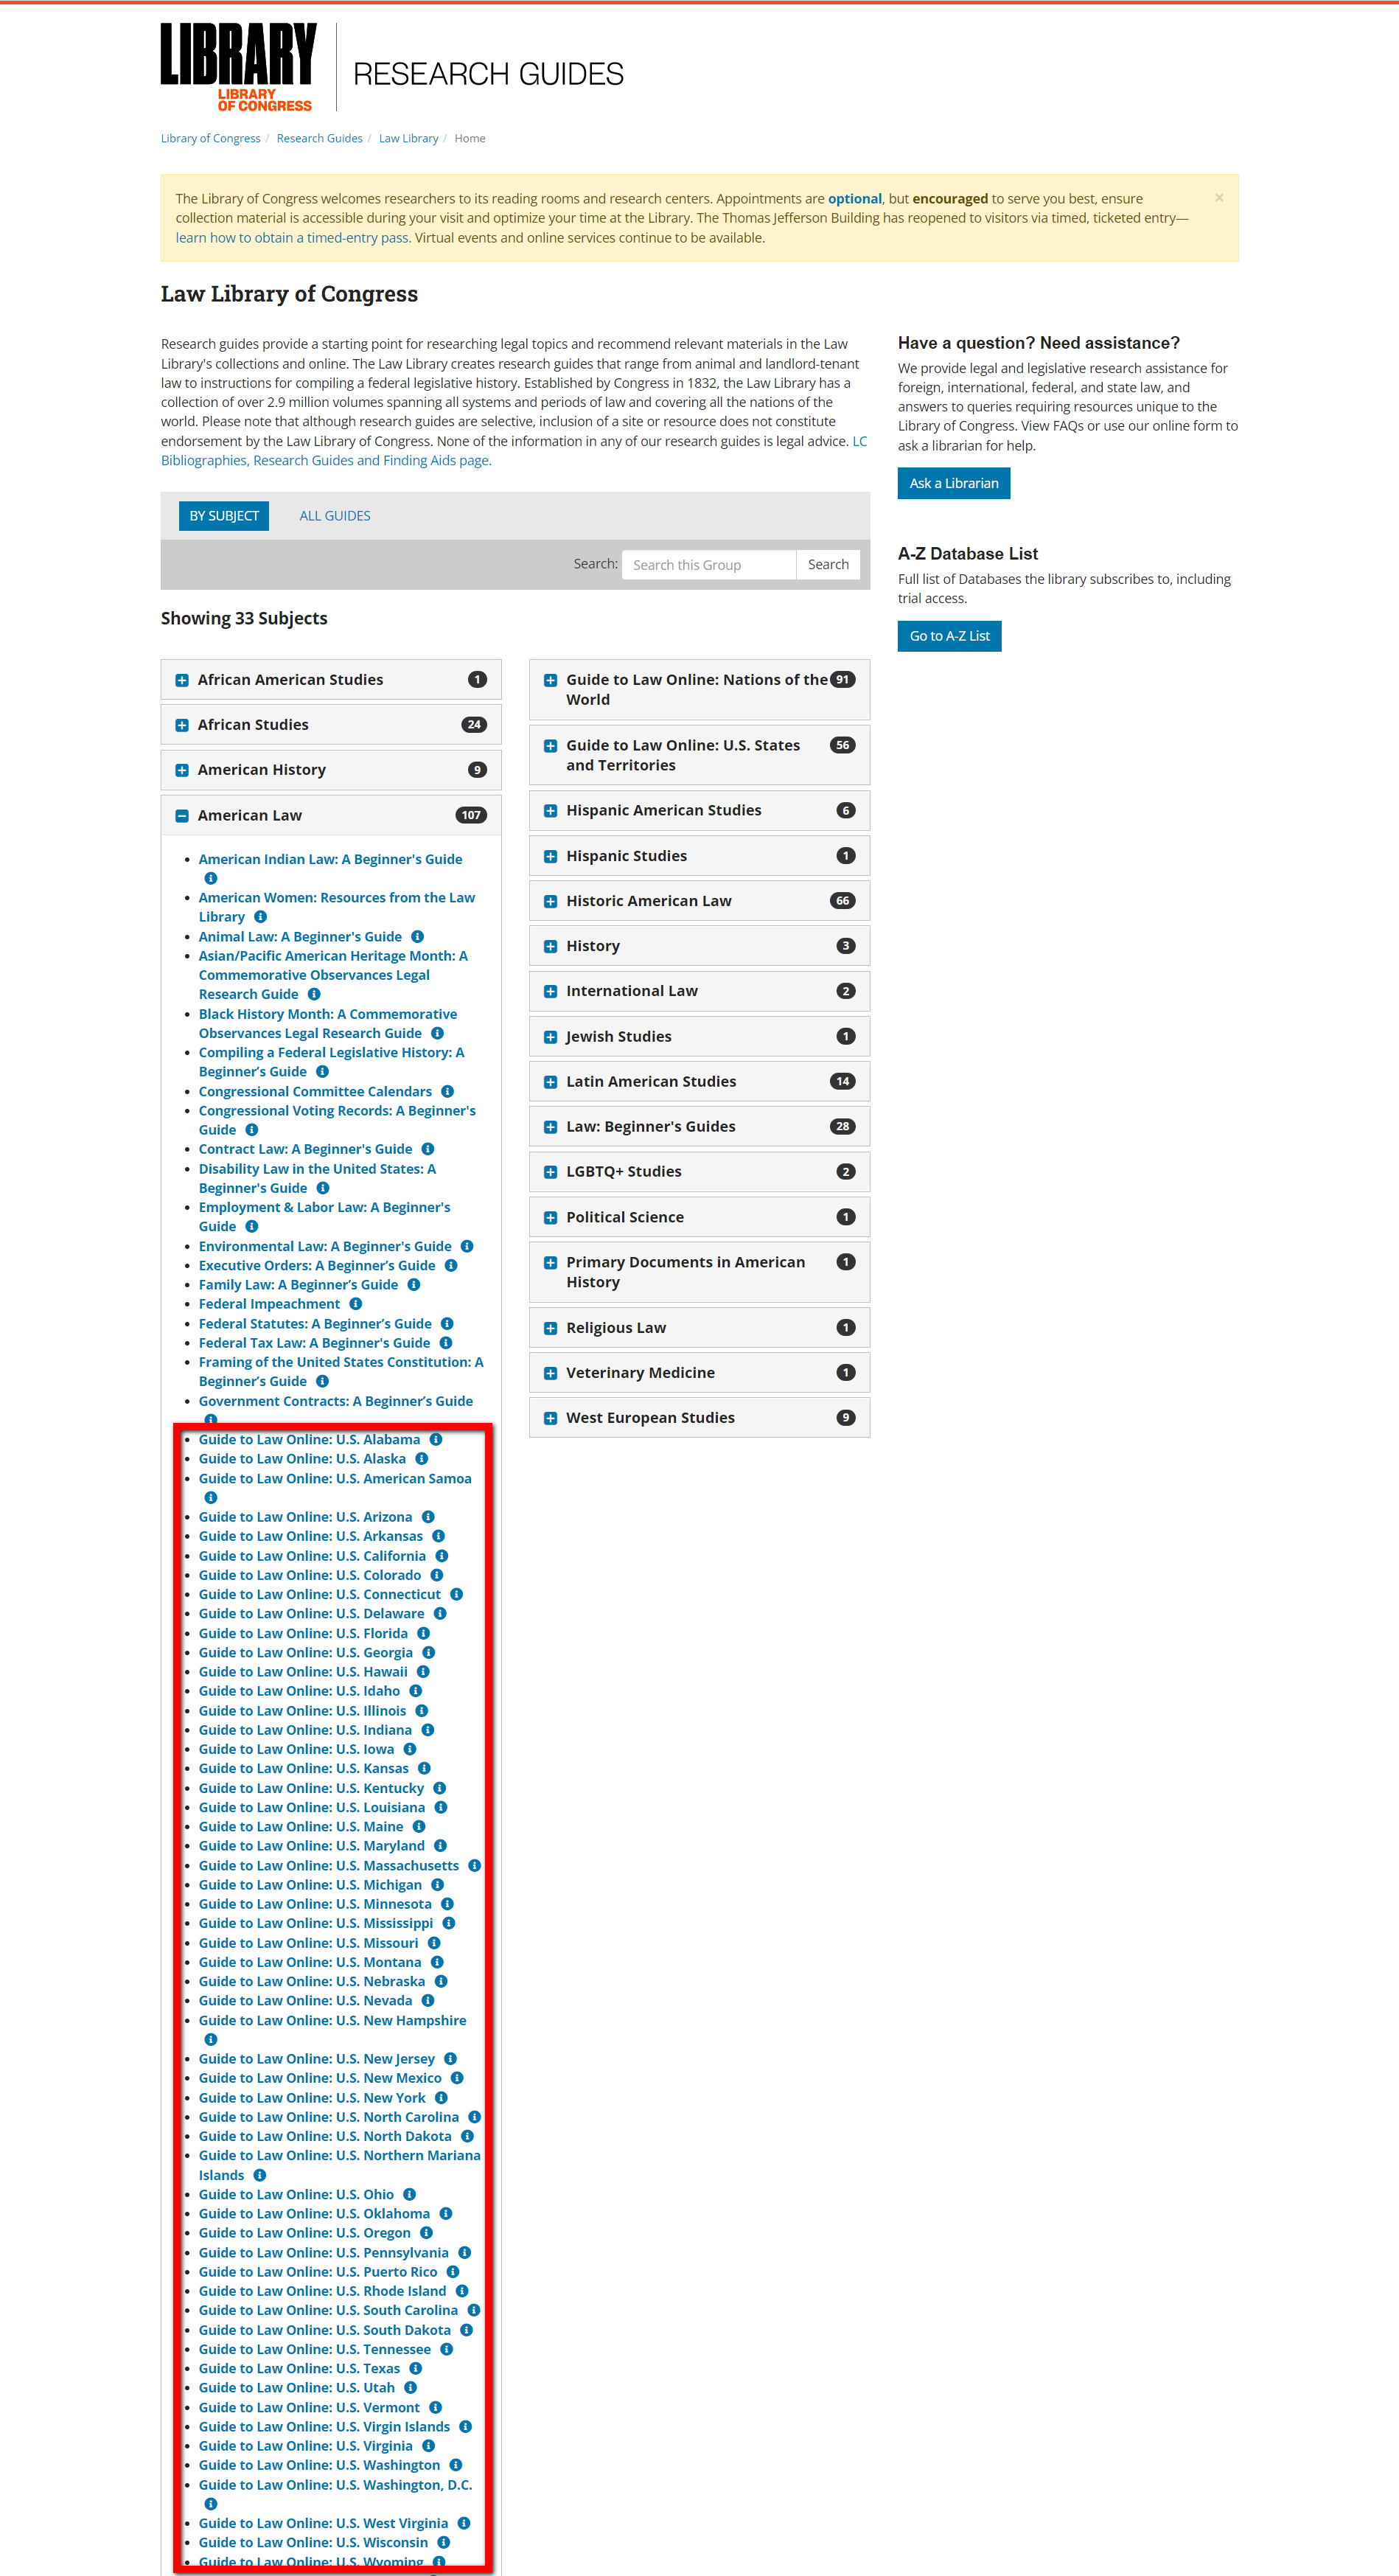 LIBRARY
LIBRARY
OF CONGRESS
RESEARCH GUIDES
Library of Congress / Research Guides / Law Library / Home
The Library of Congress welcomes researchers to its reading rooms and research centers. Appointments are optional, but encouraged to serve you best, ensure
collection material is accessible during your visit and optimize your time at the Library. The Thomas Jefferson Building has reopened to visitors via timed, ticketed entry—
learn how to obtain a timed-entry pass. Virtual events and online services continue to be available.
×
Law Library of Congress
Research guides provide a starting point for researching legal topics and recommend relevant materials in the Law
Library's collections and online. The Law Library creates research guides that range from animal and landlord-tenant
law to instructions for compiling a federal legislative history. Established by Congress in 1832, the Law Library has a
collection of over 2.9 million volumes spanning all systems and periods of law and covering all the nations of the
world. Please note that although research guides are selective, inclusion of a site or resource does not constitute
endorsement by the Law Library of Congress. None of the information in any of our research guides is legal advice. LC
Bibliographies, Research Guides and Finding Aids page.
BY SUBJECT ALL GUIDES
Search: Search this Group Search
Showing 33 Subjects
African American Studies 1
African Studies 24
American History 9
American Law 107
American Indian Law: A Beginner's Guide
American Women: Resources from the Law
Library
Animal Law: A Beginner's Guide
Asian/Pacific American Heritage Month: A
Commemorative Observances Legal
Research Guide
Black History Month: A Commemorative
Observances Legal Research Guide
Compiling a Federal Legislative History: A
Beginner's Guide
Congressional Committee Calendars
Congressional Voting Records: A Beginner's
Guide
Contract Law: A Beginner's Guide
Disability Law in the United States: A
Beginner's Guide
Employment & Labor Law: A Beginner's
Guide
Environmental Law: A Beginner's Guide
Executive Orders: A Beginner’s Guide
Family Law: A Beginner’s Guide
Federal Impeachment
Federal Statutes: A Beginner’s Guide
Federal Tax Law: A Beginner's Guide
Framing of the United States Constitution: A
Beginner’s Guide
Government Contracts: A Beginner’s Guide
Guide to Law Online: U.S. Alabama
Guide to Law Online: U.S. Alaska
Guide to Law Online: U.S. American Samoa
Guide to Law Online: U.S. Arizona
Guide to Law Online: U.S. Arkansas
Guide to Law Online: U.S. California
Guide to Law Online: U.S. Colorado
Guide to Law Online: U.S. Connecticut
Guide to Law Online: U.S. Delaware
Guide to Law Online: U.S. Florida
Guide to Law Online: U.S. Georgia
Guide to Law Online: U.S. Hawaii
Guide to Law Online: U.S. Idaho
Guide to Law Online: U.S. Illinois
Guide to Law Online: U.S. Indiana
Guide to Law Online: U.S. Iowa
Guide to Law Online: U.S. Kansas
Guide to Law Online: U.S. Kentucky
Guide to Law Online: U.S. Louisiana
Guide to Law Online: U.S. Maine
Guide to Law Online: U.S. Maryland
Guide to Law Online: U.S. Massachusetts
Guide to Law Online: U.S. Michigan
Guide to Law Online: U.S. Minnesota
Guide to Law Online: U.S. Mississippi
Guide to Law Online: U.S. Missouri
Guide to Law Online: U.S. Montana
Guide to Law Online: U.S. Nebraska
Guide to Law Online: U.S. Nevada
Guide to Law Online: U.S. New Hampshire
Guide to Law Online: U.S. New Jersey
Guide to Law Online: U.S. New Mexico
Guide to Law Online: U.S. New York
Guide to Law Online: U.S. North Carolina
Guide to Law Online: U.S. North Dakota
Guide to Law Online: U.S. Northern Mariana
Islands
Guide to Law Online: U.S. Ohio
Guide to Law Online: U.S. Oklahoma
Guide to Law Online: U.S. Oregon
Guide to Law Online: U.S. Pennsylvania
Guide to Law Online: U.S. Puerto Rico
Guide to Law Online: U.S. Rhode Island
Guide to Law Online: U.S. South Carolina
Guide to Law Online: U.S. South Dakota
Guide to Law Online: U.S. Tennessee
Guide to Law Online: U.S. Texas
Guide to Law Online: U.S. Utah
Guide to Law Online: U.S. Vermont
Guide to Law Online: U.S. Virgin Islands
Guide to Law Online: U.S. Virginia
Guide to Law Online: U.S. Washington
Guide to Law Online: U.S. Washington, D.C.
Guide to Law Online: U.S. West Virginia
Guide to Law Online: U.S. Wisconsin
Guide to Law Online: U.S. Wyoming
Guide to Law Online: Nations of the 91
World
Guide to Law Online: U.S. States 56
and Territories
Hispanic American Studies 6
Hispanic Studies 1
Historic American Law 66
History 3
International Law 2
Jewish Studies 1
Latin American Studies 14
Law: Beginner's Guides 28
LGBTQ+ Studies 2
Political Science 1
Primary Documents in American 1
History
Religious Law 1
Veterinary Medicine 1
West European Studies 9
Have a question? Need assistance?
We provide legal and legislative research assistance for
foreign, international, federal, and state law, and
answers to queries requiring resources unique to the
Library of Congress. View FAQs or use our online form to
ask a librarian for help.
Ask a Librarian
A-Z Database List
Full list of Databases the library subscribes to, including
trial access.
Go to A-Z List